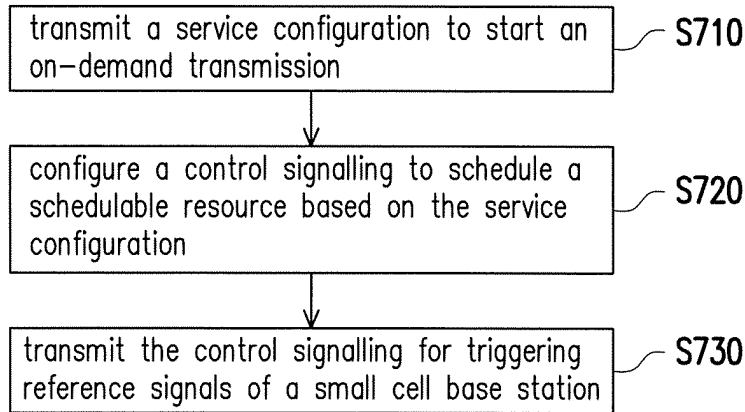 transmit a service configuration to start an
on-demand transmission
S710
configure a control signalling to schedule a
schedulable resource based on the service
configuration
S720
transmit the control signalling for triggering
reference signals of a small cell base station
S730